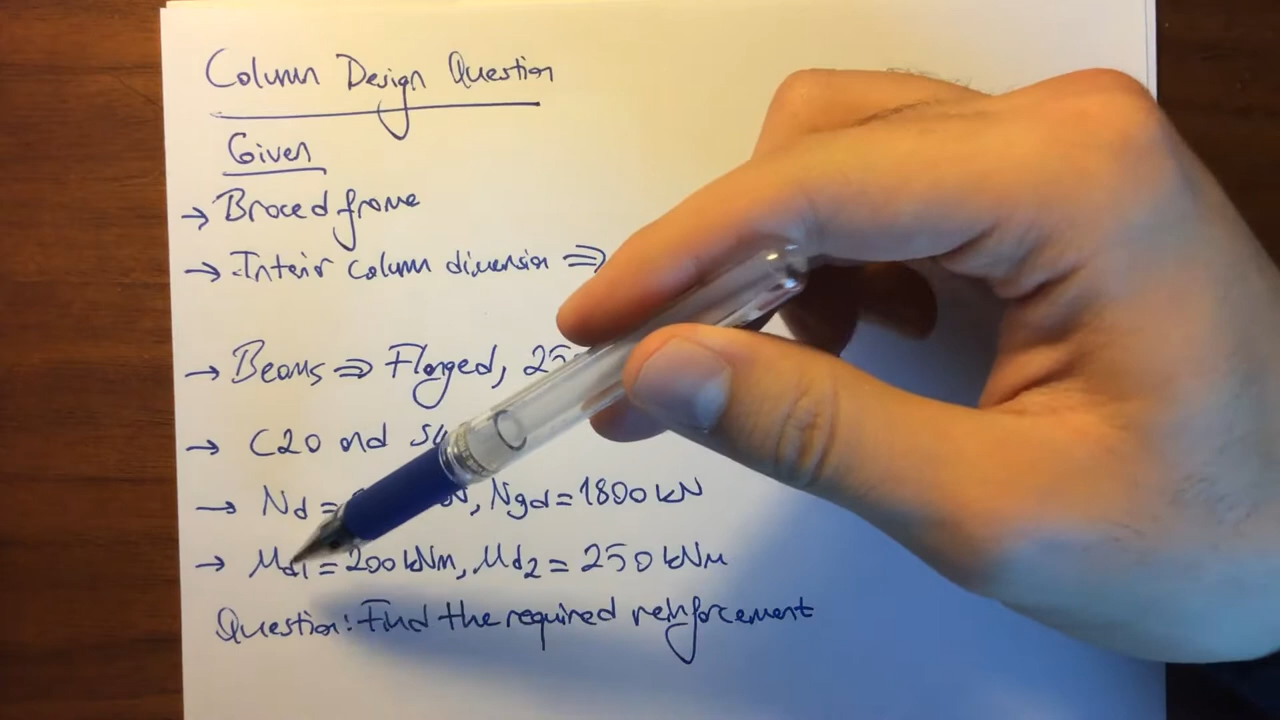 Column Design Question
Given
→ Braced frame
→ Interior column dimension ⇒
→ Beams ⇒ Flanged, 25
→ C20 and
→ Nd = , Ngd = 1800 kN
→ Md1 = 200 kNm, Md2 = 250 kNm
Question: Find the required reinforcement